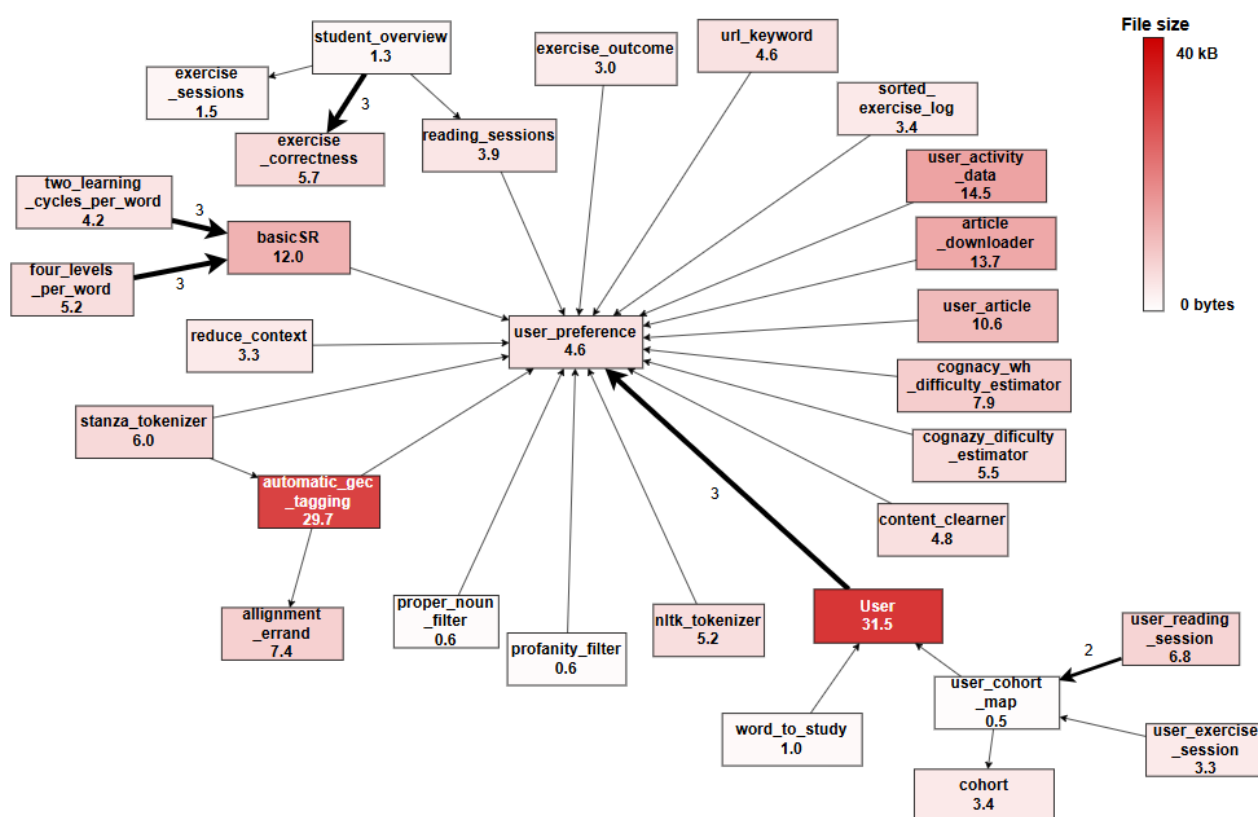 File size
40 kB
0 bytes
student_overview
1.3
exercise
_sessions
1.5
3
exercise
_correctness
5.7
reading_sessions
3.9
exercise_outcome
3.0
url_keyword
4.6
sorted_
exercise_log
3.4
user_activity
_data
14.5
article
_downloader
13.7
user_article
10.6
cognacy_wh
_difficulty_estimator
7.9
cognazy_dificulty
_estimator
5.5
content_clearner
4.8
two_learning
_cycles_per_word
4.2
3
basicSR
12.0
four_levels
_per_word
5.2
3
reduce_context
3.3
user_preference
4.6
stanza_tokenizer
6.0
automatic_gec
_tagging
29.7
allignment
_errand
7.4
proper_noun
_filter
0.6
profanity_filter
0.6
nltk_tokenizer
5.2
3
User
31.5
word_to_study
1.0
user_cohort
_map
0.5
2
user_reading
_session
6.8
user_exercise
_session
3.3
cohort
3.4